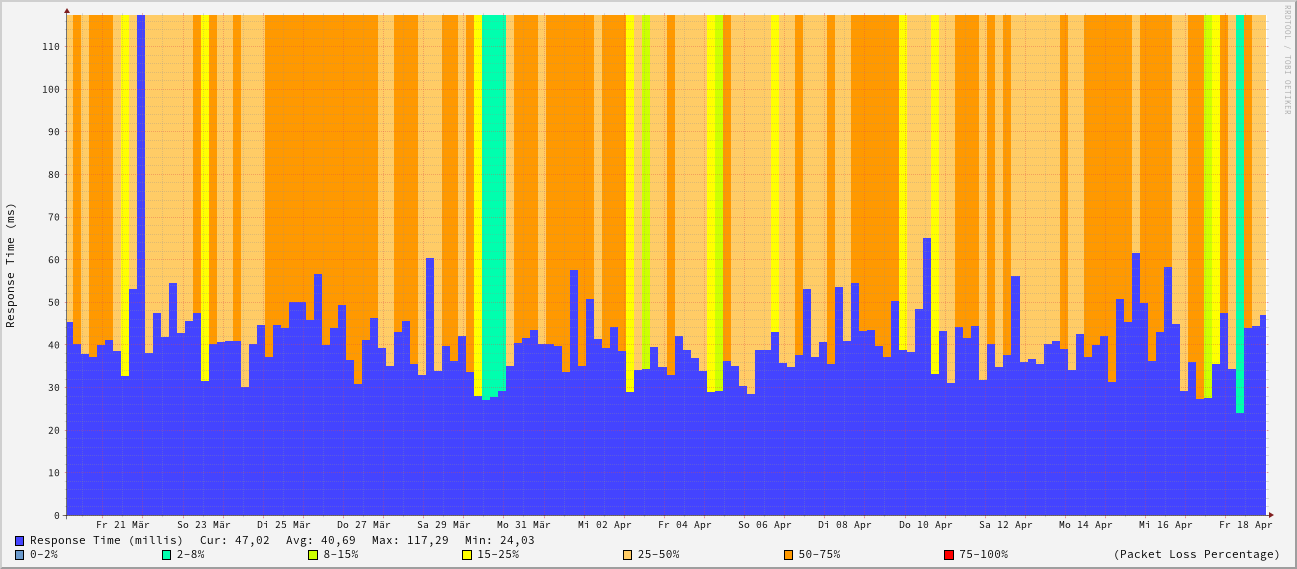 RRDTOOL / TOBI OETIKER
Response Time (ms)
110
100
90
80
70
60
50
40
30
20
10
0
Fr 21 Mär So 23 Mär Di 25 Mär Do 27 Mär Sa 29 Mär Mo 31 Mär Mi 02 Apr Fr 04 Apr So 06 Apr Di 08 Apr Do 10 Apr Sa 12 Apr Mo 14 Apr Mi 16 Apr Fr 18 Apr
Response Time (millis) Cur: 47,02 Avg: 40,69 Max: 117,29 Min: 24,03
0-2% 2-8% 8-15% 15-25% 25-50% 50-75% 75-100% (Packet Loss Percentage)